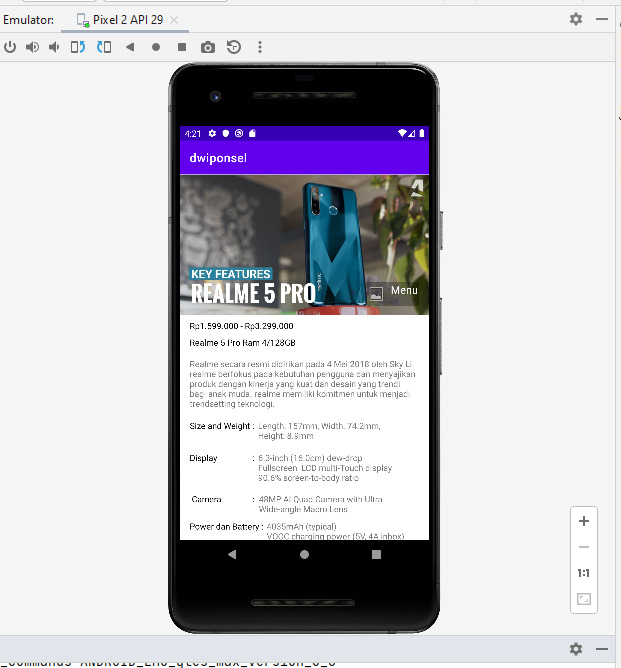 Emulator: Pixel 2 API 29
4:21
dwiponsel
KEY FEATURES
REALME 5 PRO
Menu
Rp1.599.000 - Rp3.299.000
Realme 5 Pro Ram 4/128GB
Realme secara resmi didirikan pada 4 Mei 2018 oleh Sky Li.
realme berfokus pada kebutuhan pengguna dan menyajikan
produk dengan kinerja yang kuat dan desain yang trendi
bagi anak muda. realme memiliki komitmen untuk menjadi
trendsetting teknologi.
Size and Weight : Length: 157mm, Width: 74.2mm,
Height: 8.9mm
Display : 6.3-inch (16.0cm) dew-drop
Fullscreen LCD multi-Touch display
90.6% screen-to-body ratio
Camera : 48MP AI Quad Camera with Ultra
Wide-angle Macro Lens
Power dan Battery : 4035mAh (typical)
VOOC charging power (5V, 4A inbox)
1:1